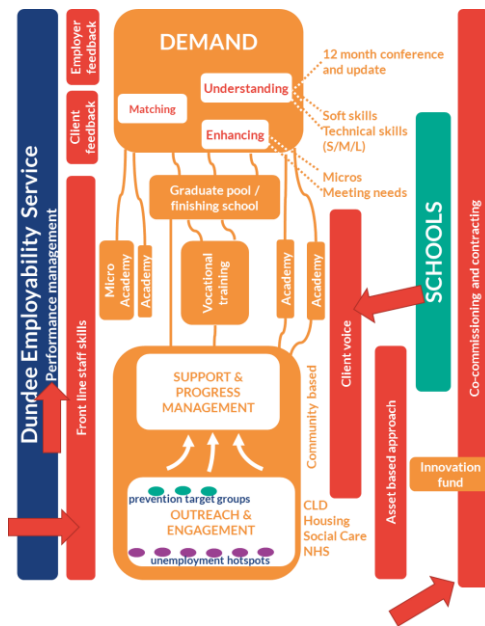 Dundee Employability Service
Performance management
Employer
feedback
Client
feedback
Front line staff skills
DEMAND
Understanding
Matching
Enhancing
12 month conference
and update
Soft skills
Technical skills
(S/M/L)
Micros
Meeting needs
Graduate pool /
finishing school
Micro
Academy
Academy
Vocational
training
Academy
Academy
SUPPORT &
PROGRESS
MANAGEMENT
Community based
prevention target groups
OUTREACH &
ENGAGEMENT
unemployment hotspots
CLD
Housing
Social Care
NHS
Client voice
Asset based approach
SCHOOLS
Innovation
fund
Co-commissioning and contracting